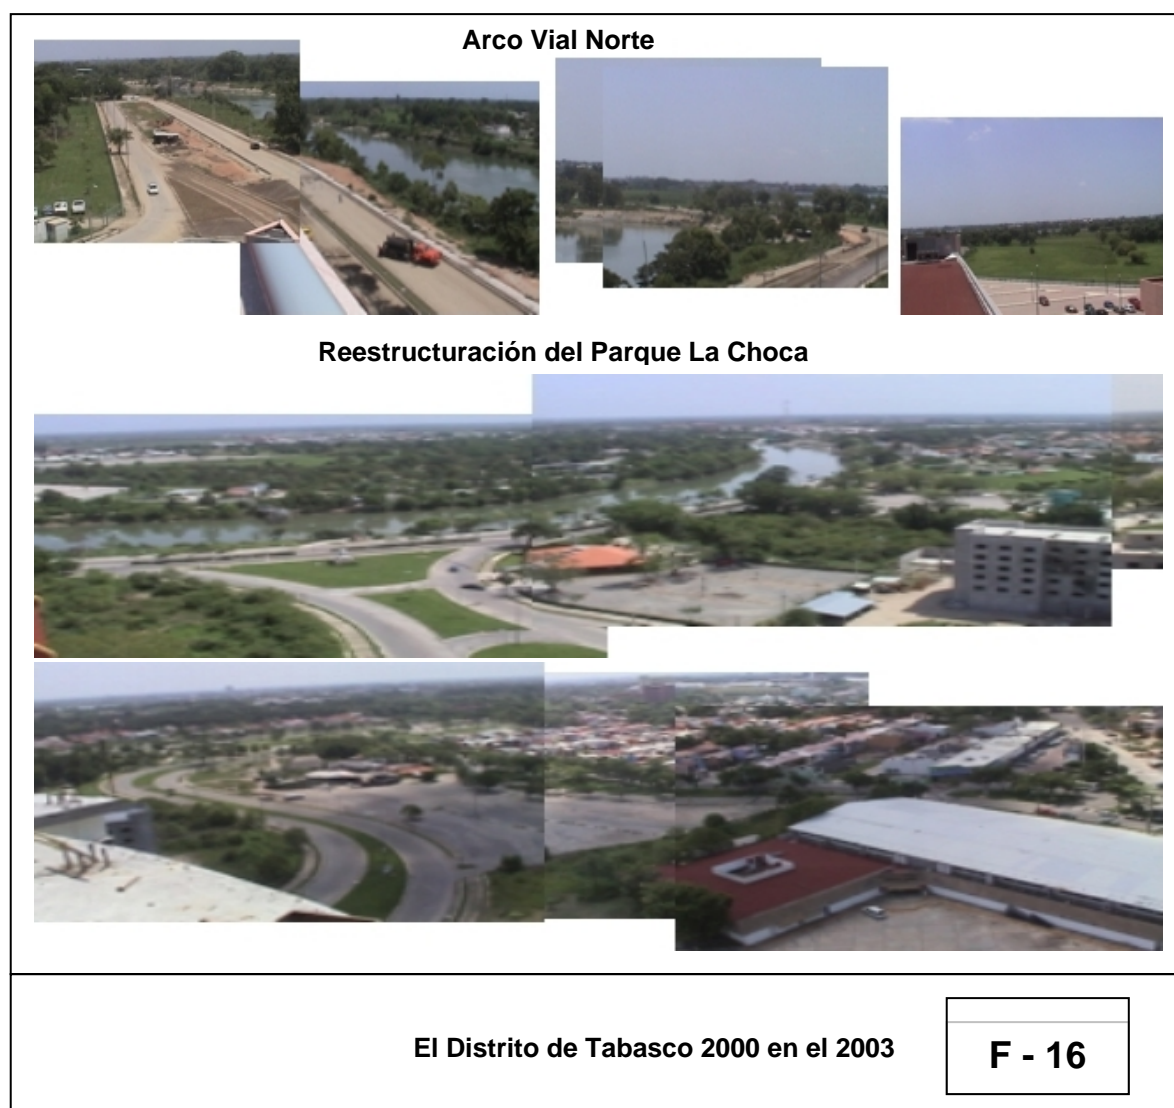 Arco Vial Norte
Reestructuración del Parque La Choca
El Distrito de Tabasco 2000 en el 2003
F - 16